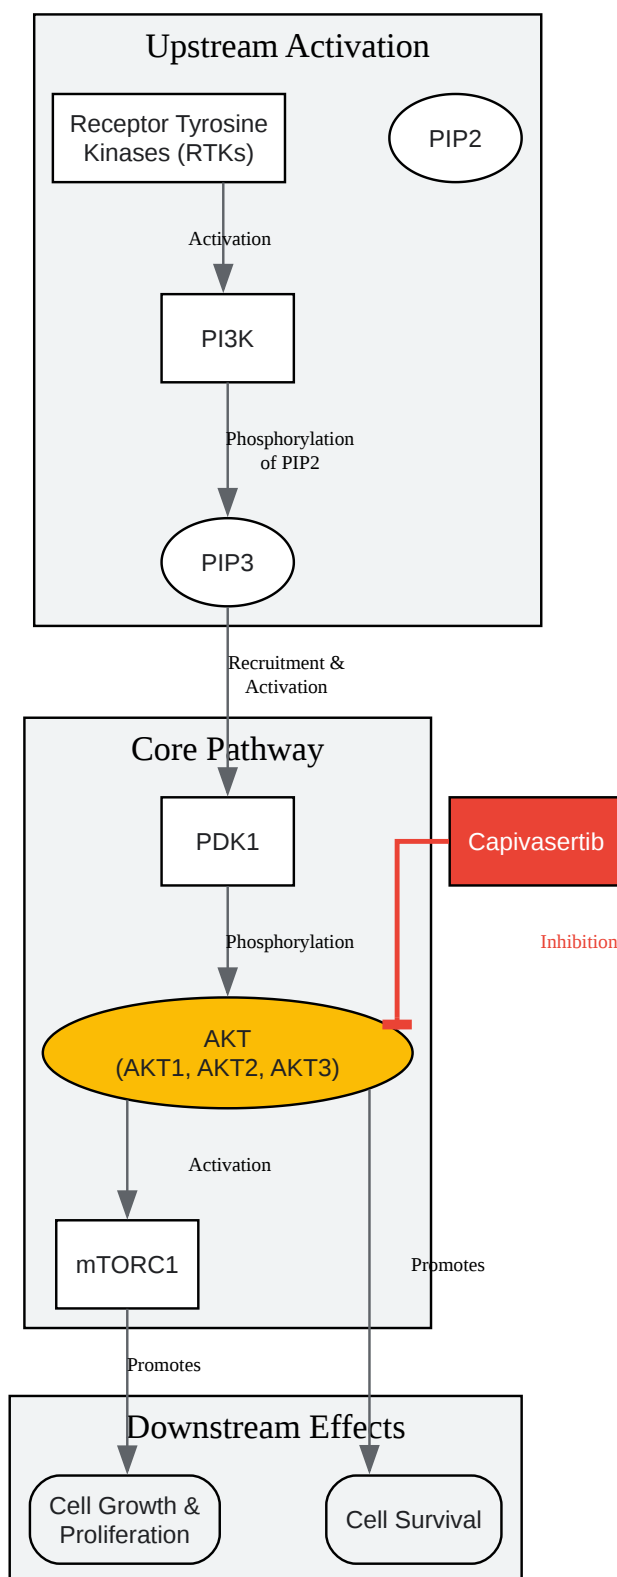 Upstream Activation
Receptor Tyrosine
Kinases (RTKs)
PIP2
Activation
PI3K
Phosphorylation
of PIP2
PIP3
Recruitment &
Activation
Core Pathway
PDK1
Capivasertib
Phosphorylation
Inhibition
AKT
(AKT1, AKT2, AKT3)
Activation
mTORC1
Promotes
Promotes
Downstream Effects
Cell Growth &
Proliferation
Cell Survival